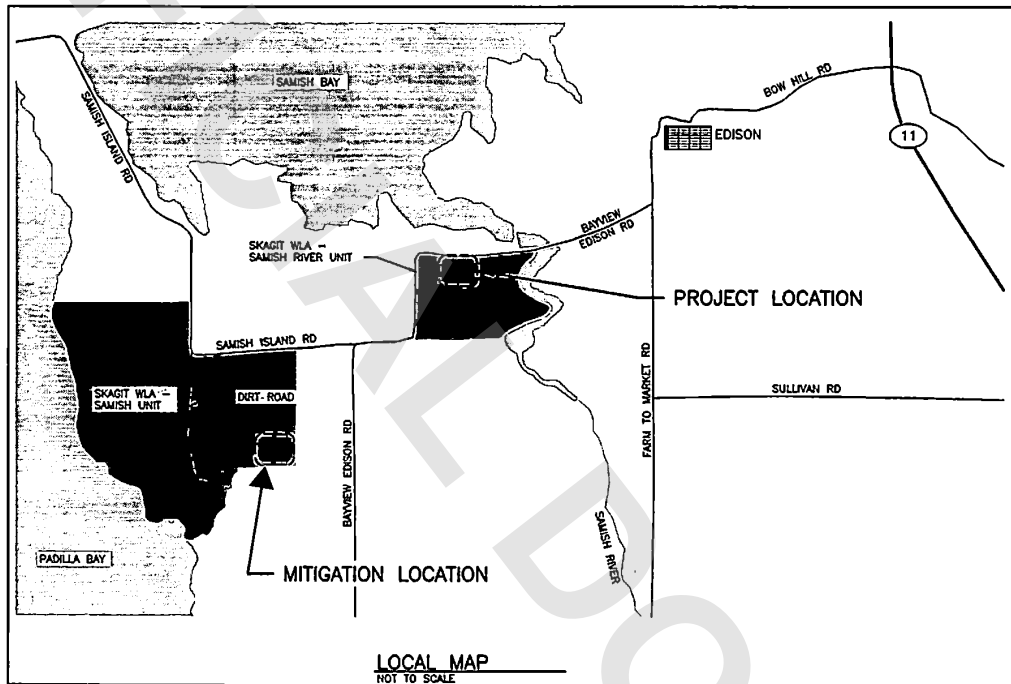 SAMISH BAY
SAMISH ISLAND RD
BOW HILL RD
EDISON
11
BAYVIEW
EDISON RD
SKAGIT WLA -
SAMISH RIVER UNIT
PROJECT LOCATION
SAMISH ISLAND RD
SKAGIT WLA -
SAMISH UNIT
DIRT-ROAD
SULLIVAN RD
FARM TO MARKET RD
BAYVIEW EDISON RD
SAMISH RIVER
PADILLA BAY
MITIGATION LOCATION
LOCAL MAP
NOT TO SCALE